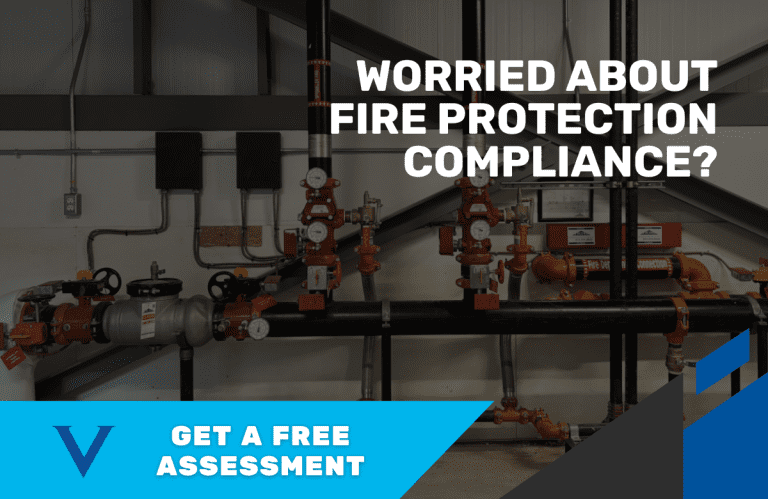 WORRIED ABOUT
FIRE PROTECTION
COMPLIANCE?
V
GET A FREE
ASSESSMENT